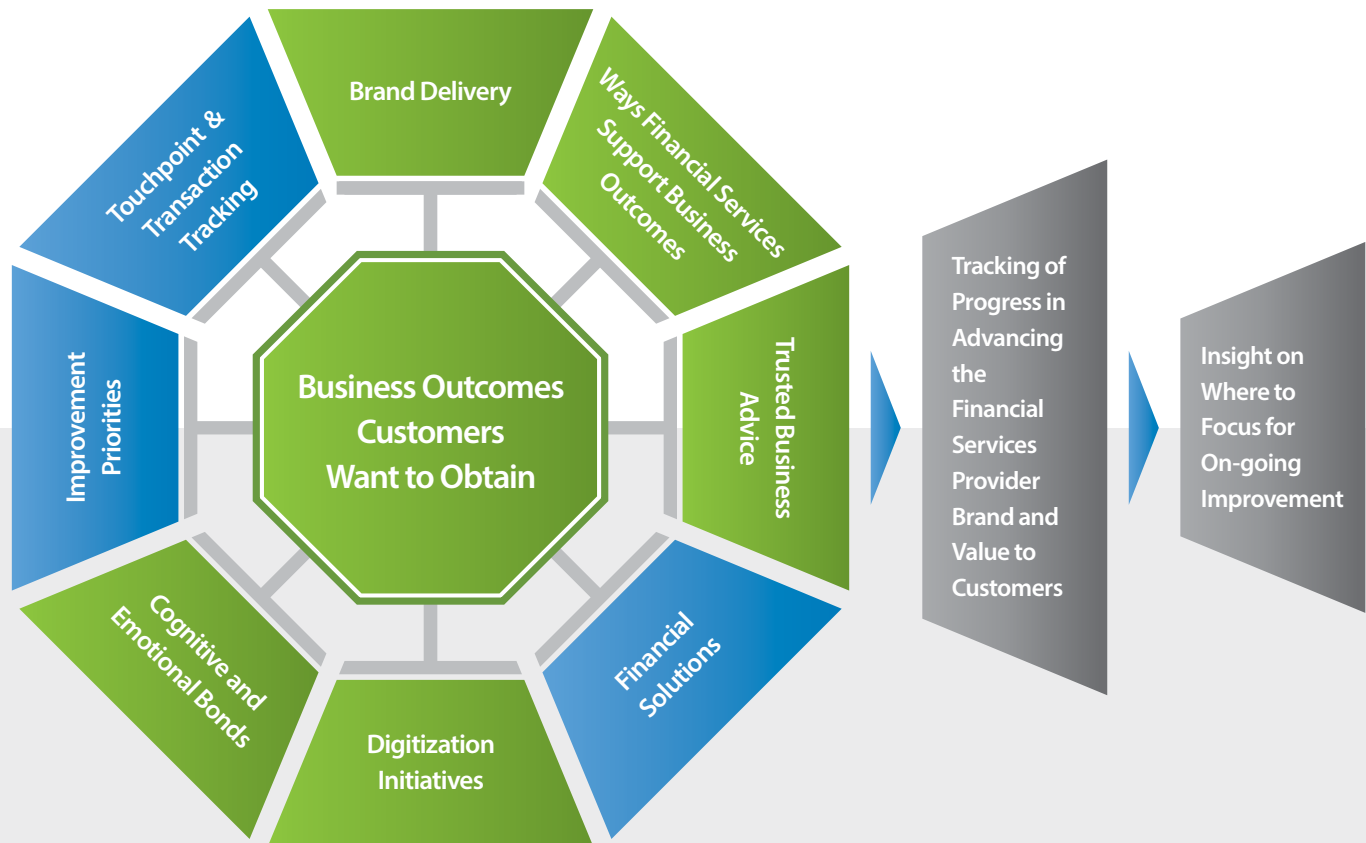 Brand Delivery
Ways Financial Services
Support Business
Outcomes
Trusted Business
Advice
Financial
Solutions
Digitization
Initiatives
Cognitive and
Emotional Bonds
Improvement
Priorities
Touchpoint &
Transaction
Tracking
Business Outcomes
Customers
Want to Obtain
Tracking of
Progress in
Advancing
the
Financial
Services
Provider
Brand and
Value to
Customers
Insight on
Where to
Focus for
On-going
Improvement